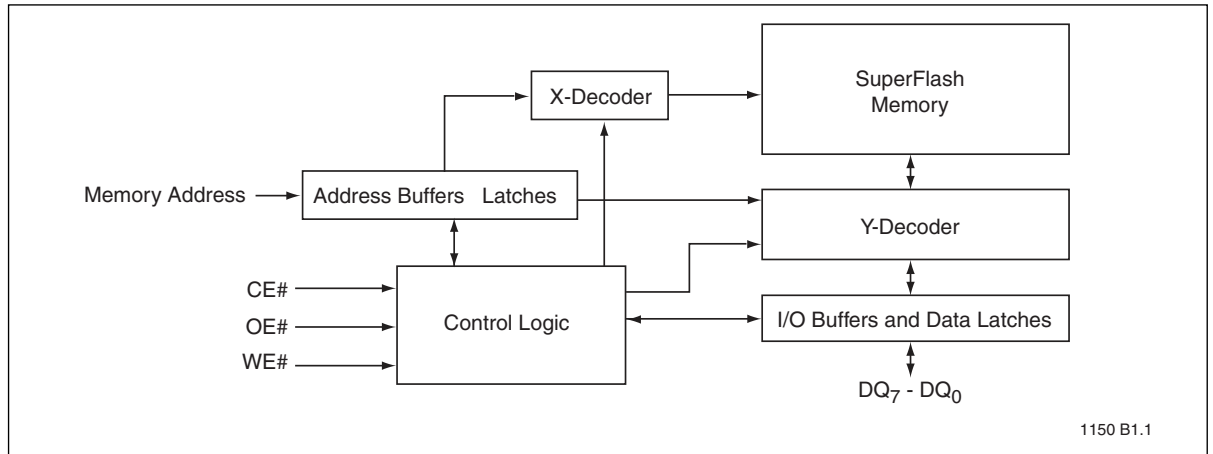 SuperFlash
Memory
X-Decoder
Memory Address
Address Buffers Latches
Y-Decoder
CE#
OE#
WE#
Control Logic
I/O Buffers and Data Latches
DQ7 - DQ0
1150 B1.1